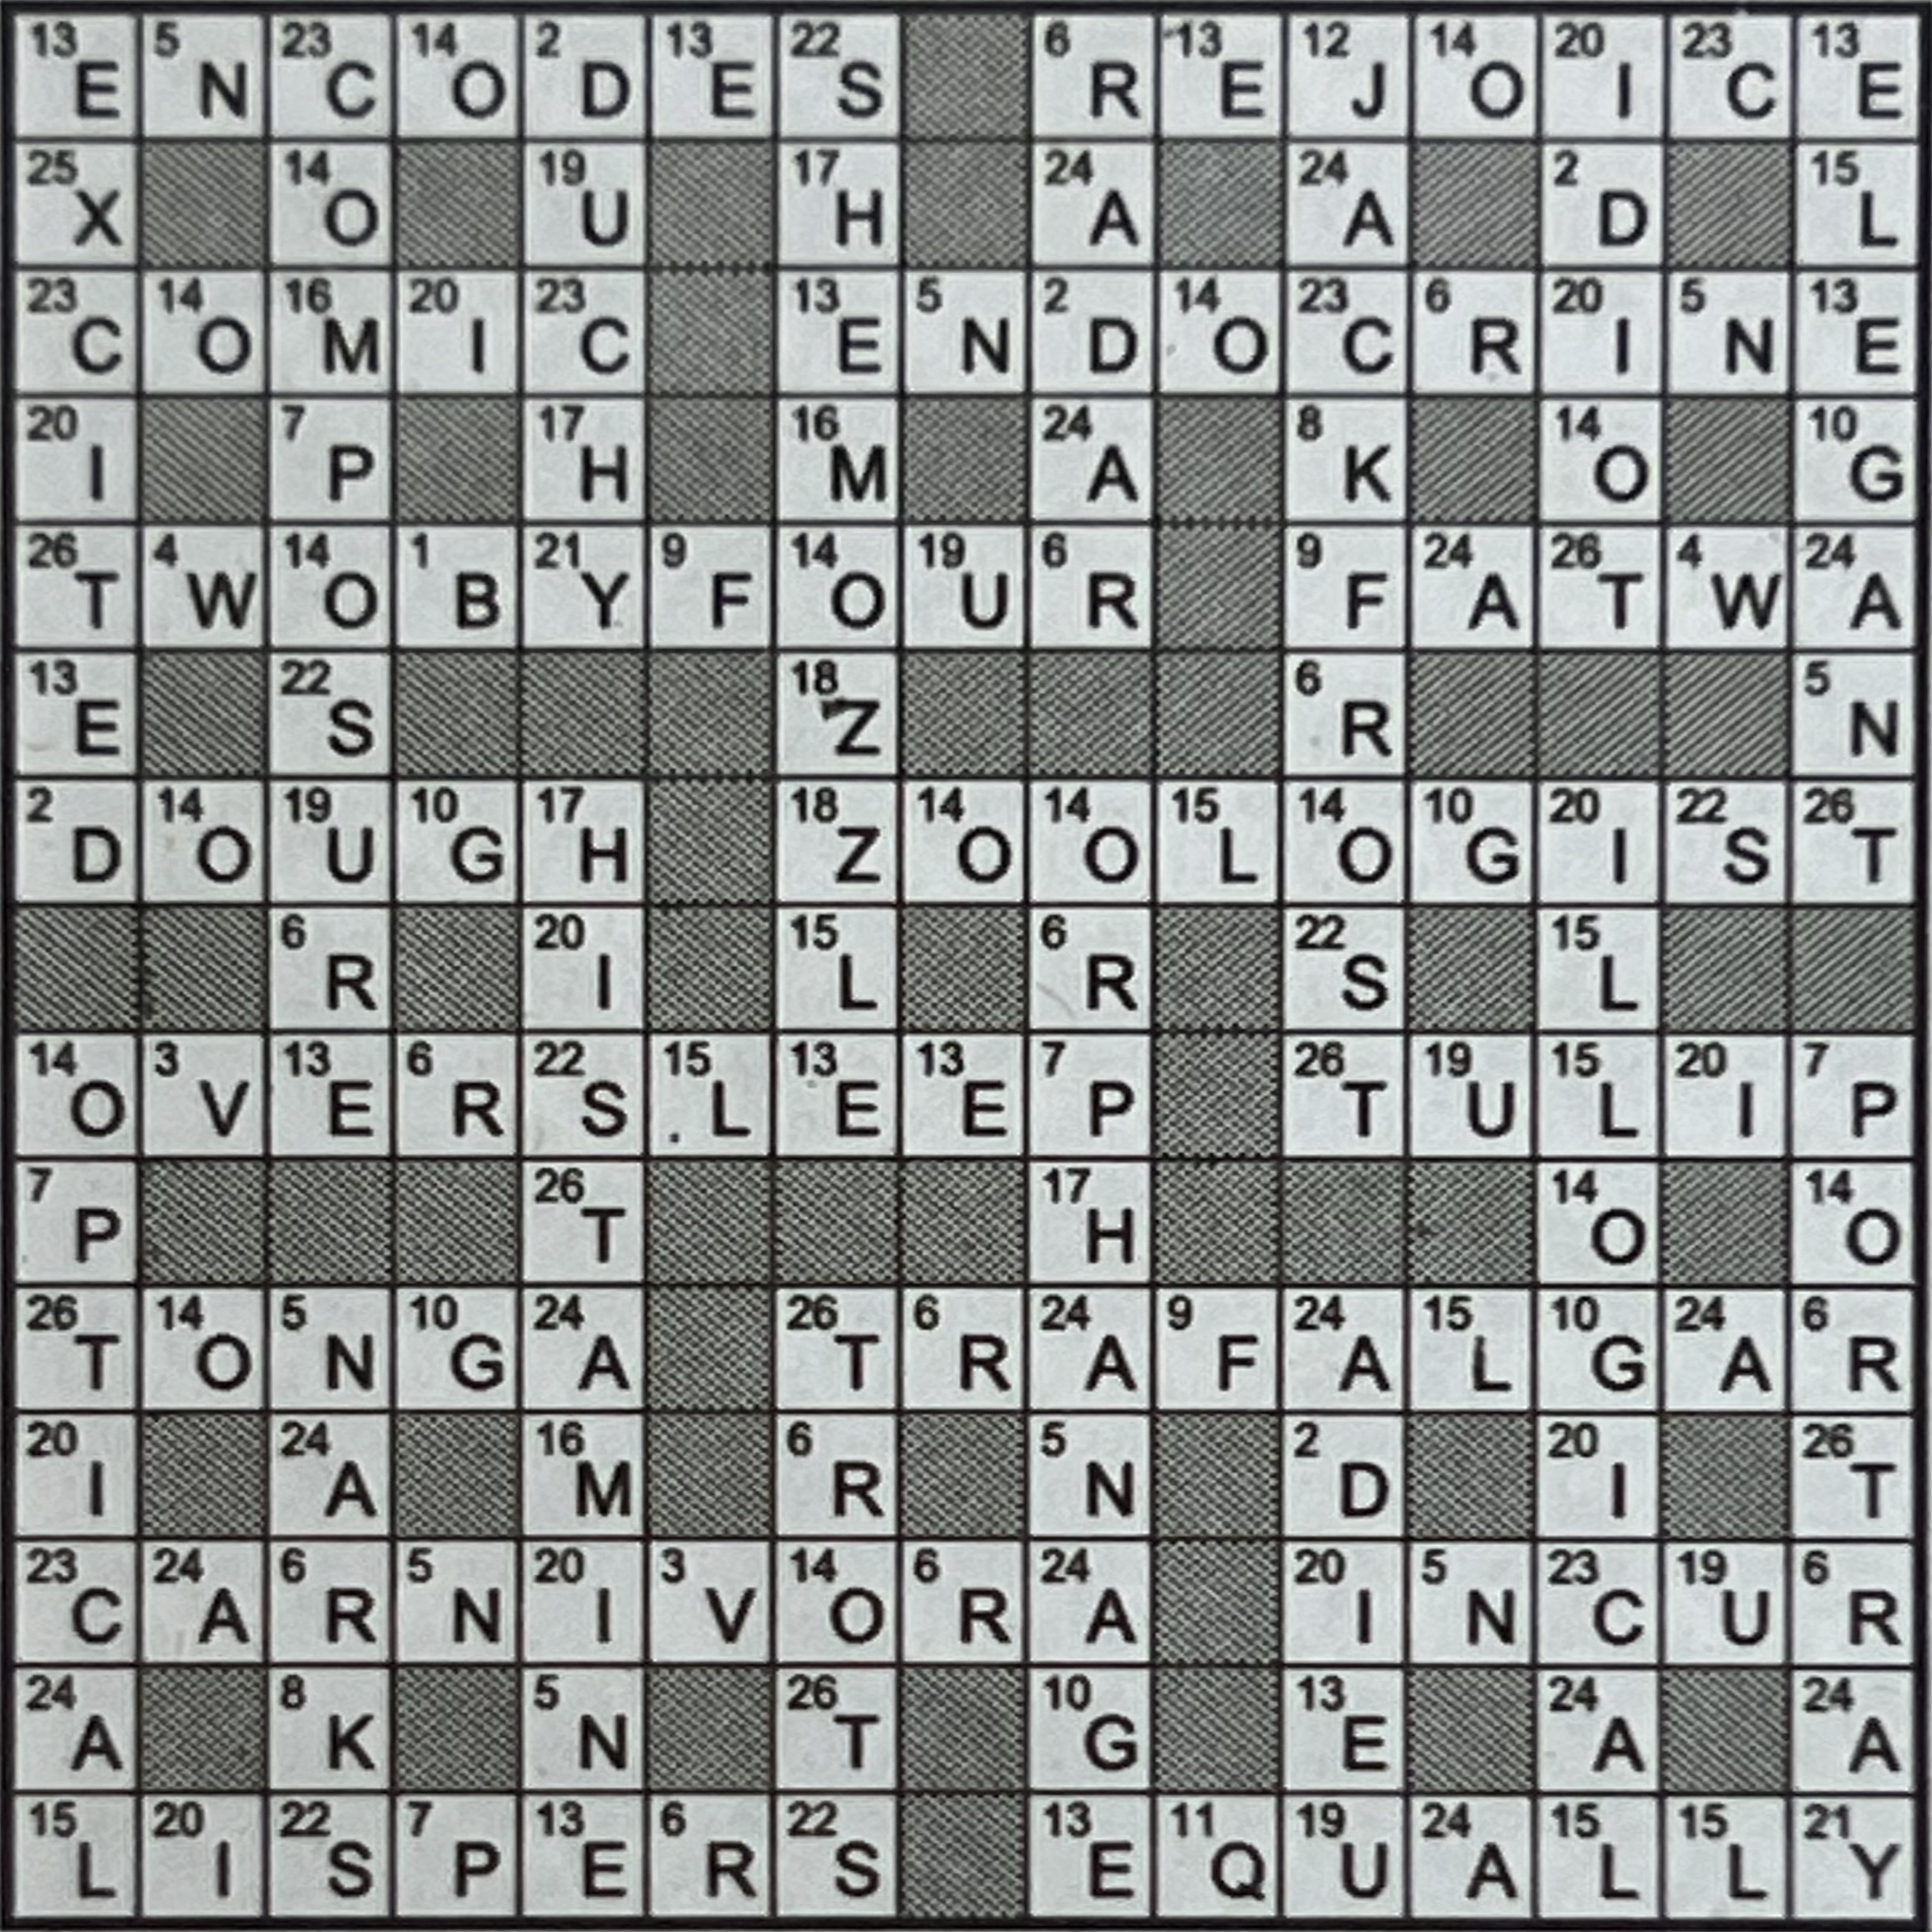 13 E 5 N 23 C 14 O 2 D 13 E 22 S 6 R 13 E 12 J 14 O 20 I 23 C 13 E
25 X 14 O 19 U 17 H 24 A 24 A 2 D 15 L
23 C 14 O 16 M 20 I 23 C 13 E 5 N 2 D 14 O 23 C 6 R 20 I 5 N 13 E
20 I 7 P 17 H 16 M 24 A 8 K 14 O 10 G
26 T 4 W 14 O 1 B 21 Y 9 F 14 O 19 U 6 R 9 F 24 A 26 T 4 W 24 A
13 E 22 S 18 Z 6 R 5 N
2 D 14 O 19 U 10 G 17 H 18 Z 14 O 14 O 15 L 14 O 10 G 20 I 22 S 26 T
6 R 20 I 15 L 6 R 22 S 15 L
14 O 3 V 13 E 6 R 22 S 15 L 13 E 13 E 7 P 26 T 19 U 15 L 20 I 7 P
7 P 26 T 17 H 14 O 14 O
26 T 14 O 5 N 10 G 24 A 26 T 6 R 24 A 9 F 24 A 15 L 10 G 24 A 6 R
20 I 24 A 16 M 6 R 5 N 2 D 20 I 26 T
23 C 24 A 6 R 5 N 20 I 3 V 14 O 6 R 24 A 20 I 5 N 23 C 19 U 6 R
24 A 8 K 5 N 26 T 10 G 13 E 24 A 24 A
15 L 20 I 22 S 7 P 13 E 6 R 22 S 13 E 11 Q 19 U 24 A 15 L 15 L 21 Y